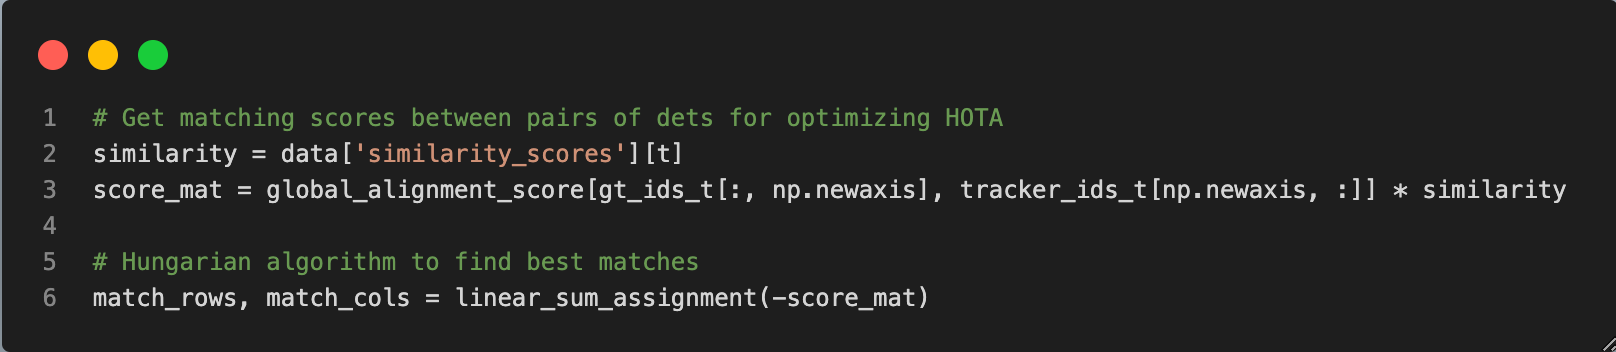 1 # Get matching scores between pairs of dets for optimizing HOTA
2 similarity = data['similarity_scores'][t]
3 score_mat = global_alignment_score[gt_ids_t[:, np.newaxis], tracker_ids_t[np.newaxis, :]] * similarity
4
5 # Hungarian algorithm to find best matches
6 match_rows, match_cols = linear_sum_assignment(-score_mat)